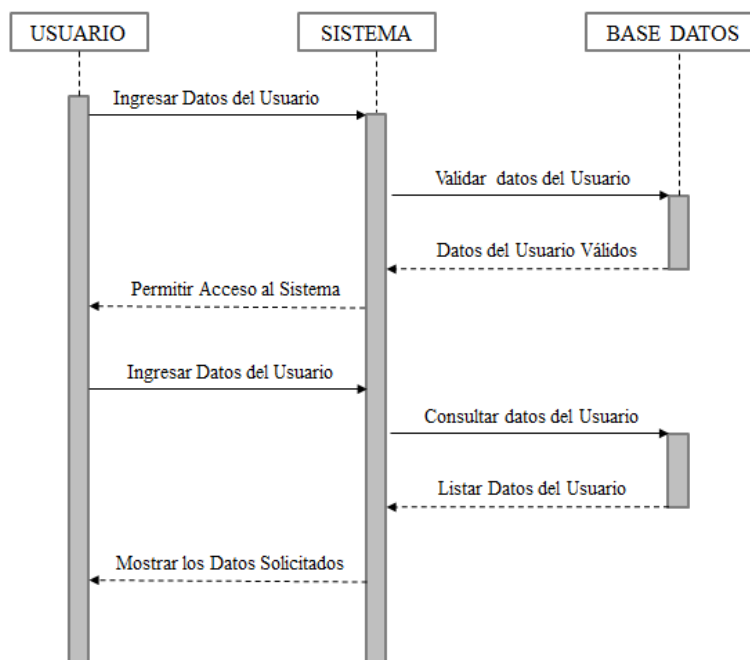 USUARIO
SISTEMA
BASE DATOS
Ingresar Datos del Usuario
Validar datos del Usuario
Datos del Usuario Válidos
Permitir Acceso al Sistema
Ingresar Datos del Usuario
Consultar datos del Usuario
Listar Datos del Usuario
Mostrar los Datos Solicitados